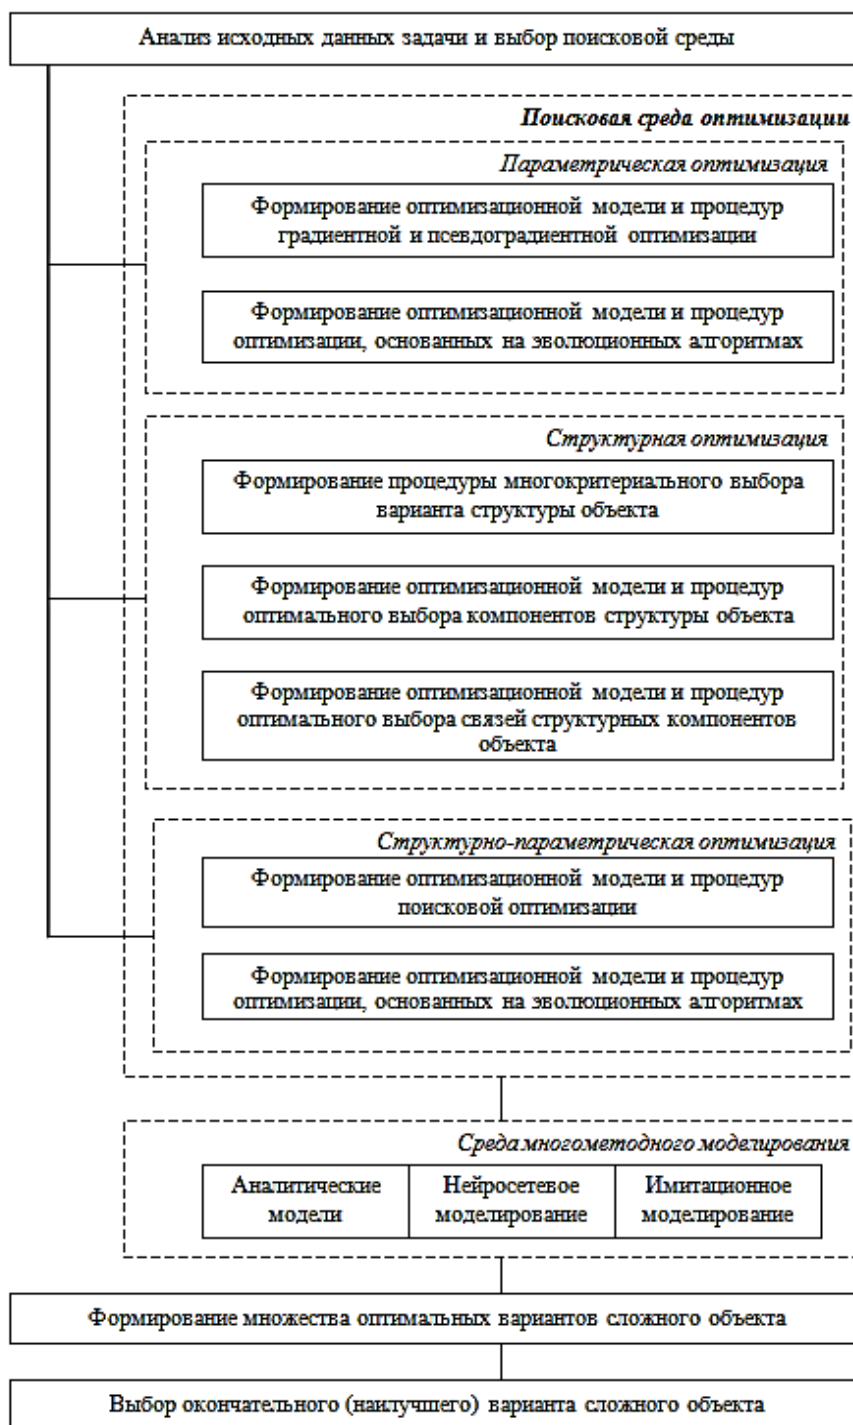 Анализ исходных данных задачи и выбор поисковой среды
Поисковая среда оптимизации
Параметрическая оптимизация
Формирование оптимизационной модели и процедур
градиентной и псевдоградиентной оптимизации
Формирование оптимизационной модели и процедур
оптимизации, основанных на эволюционных алгоритмах
Структурная оптимизация
Формирование процедуры многокритериального выбора
варианта структуры объекта
Формирование оптимизационной модели и процедур
оптимального выбора компонентов структуры объекта
Формирование оптимизационной модели и процедур
оптимального выбора связей структурных компонентов
объекта
Структурно-параметрическая оптимизация
Формирование оптимизационной модели и процедур
поисковой оптимизации
Формирование оптимизационной модели и процедур
оптимизации, основанных на эволюционных алгоритмах
Среда многометодного моделирования
Аналитические
модели
Нейросетевое
моделирование
Имитационное
моделирование
Формирование множества оптимальных вариантов сложного объекта
Выбор окончательного (наилучшего) варианта сложного объекта